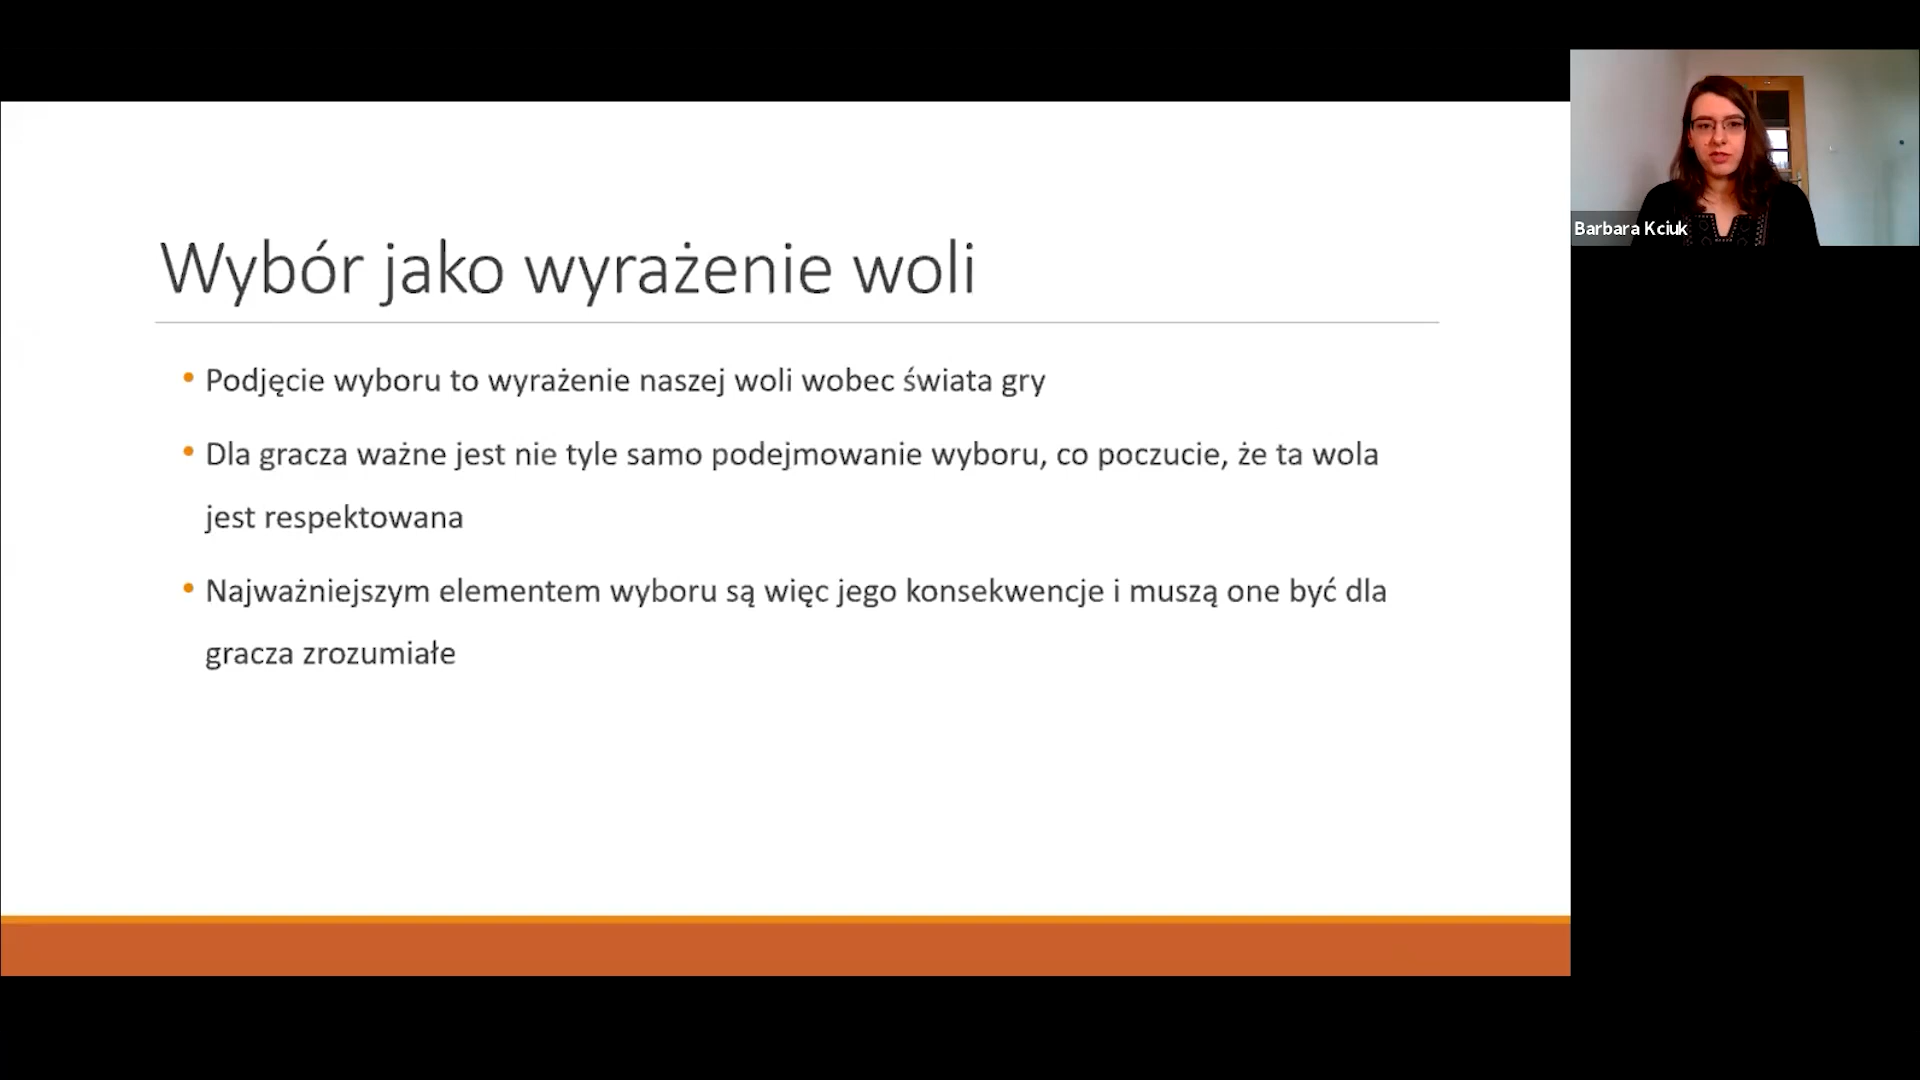 Wybór jako wyrażenie woli
• Podjęcie wyboru to wyrażenie naszej woli wobec świata gry
• Dla gracza ważne jest nie tyle samo podejmowanie wyboru, co poczucie, że ta wola
jest respektowana
• Najważniejszym elementem wyboru są więc jego konsekwencje i muszą one być dla
gracza zrozumiałe
Barbara Kciuk